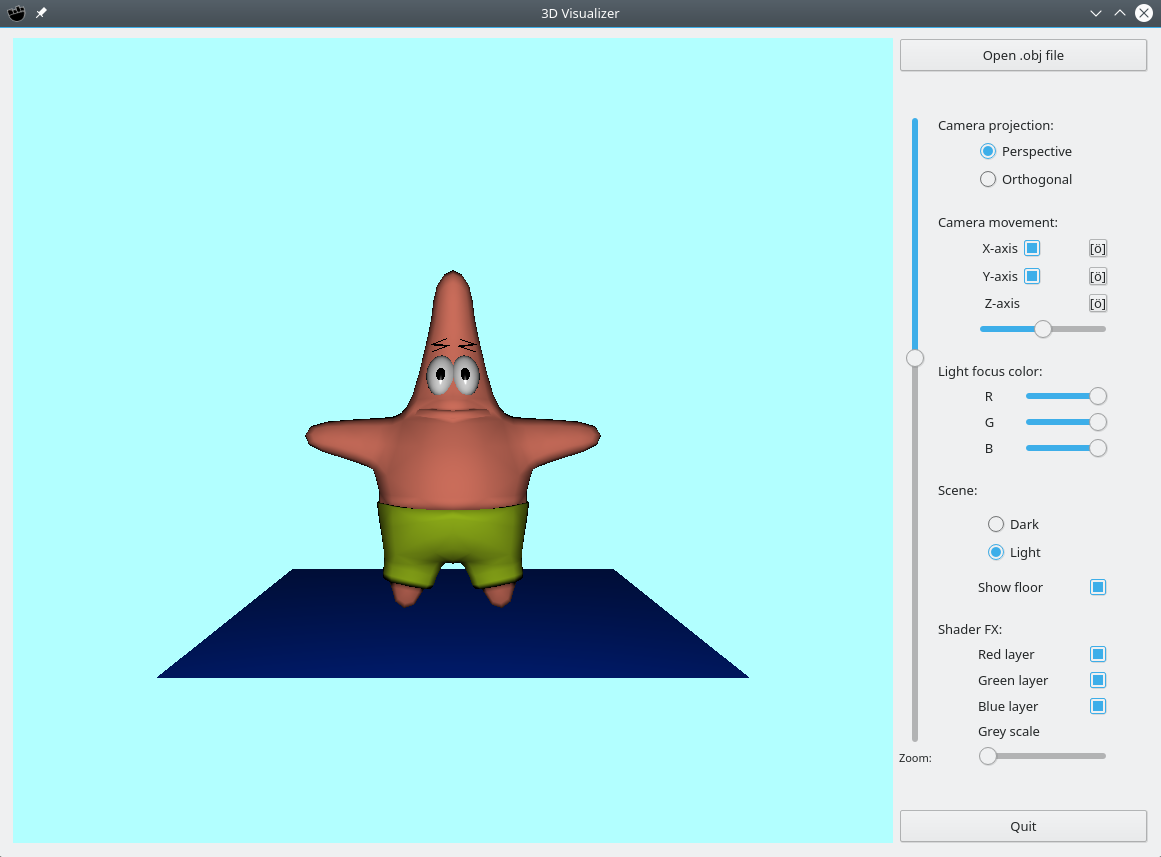 3D Visualizer
Open .obj file
Camera projection:
Perspective
Orthogonal
Camera movement:
X-axis [ö]
Y-axis [ö]
Z-axis [ö]
Light focus color:
R
G
B
Scene:
Dark
Light
Show floor
Shader FX:
Red layer
Green layer
Blue layer
Grey scale
Zoom:
Quit